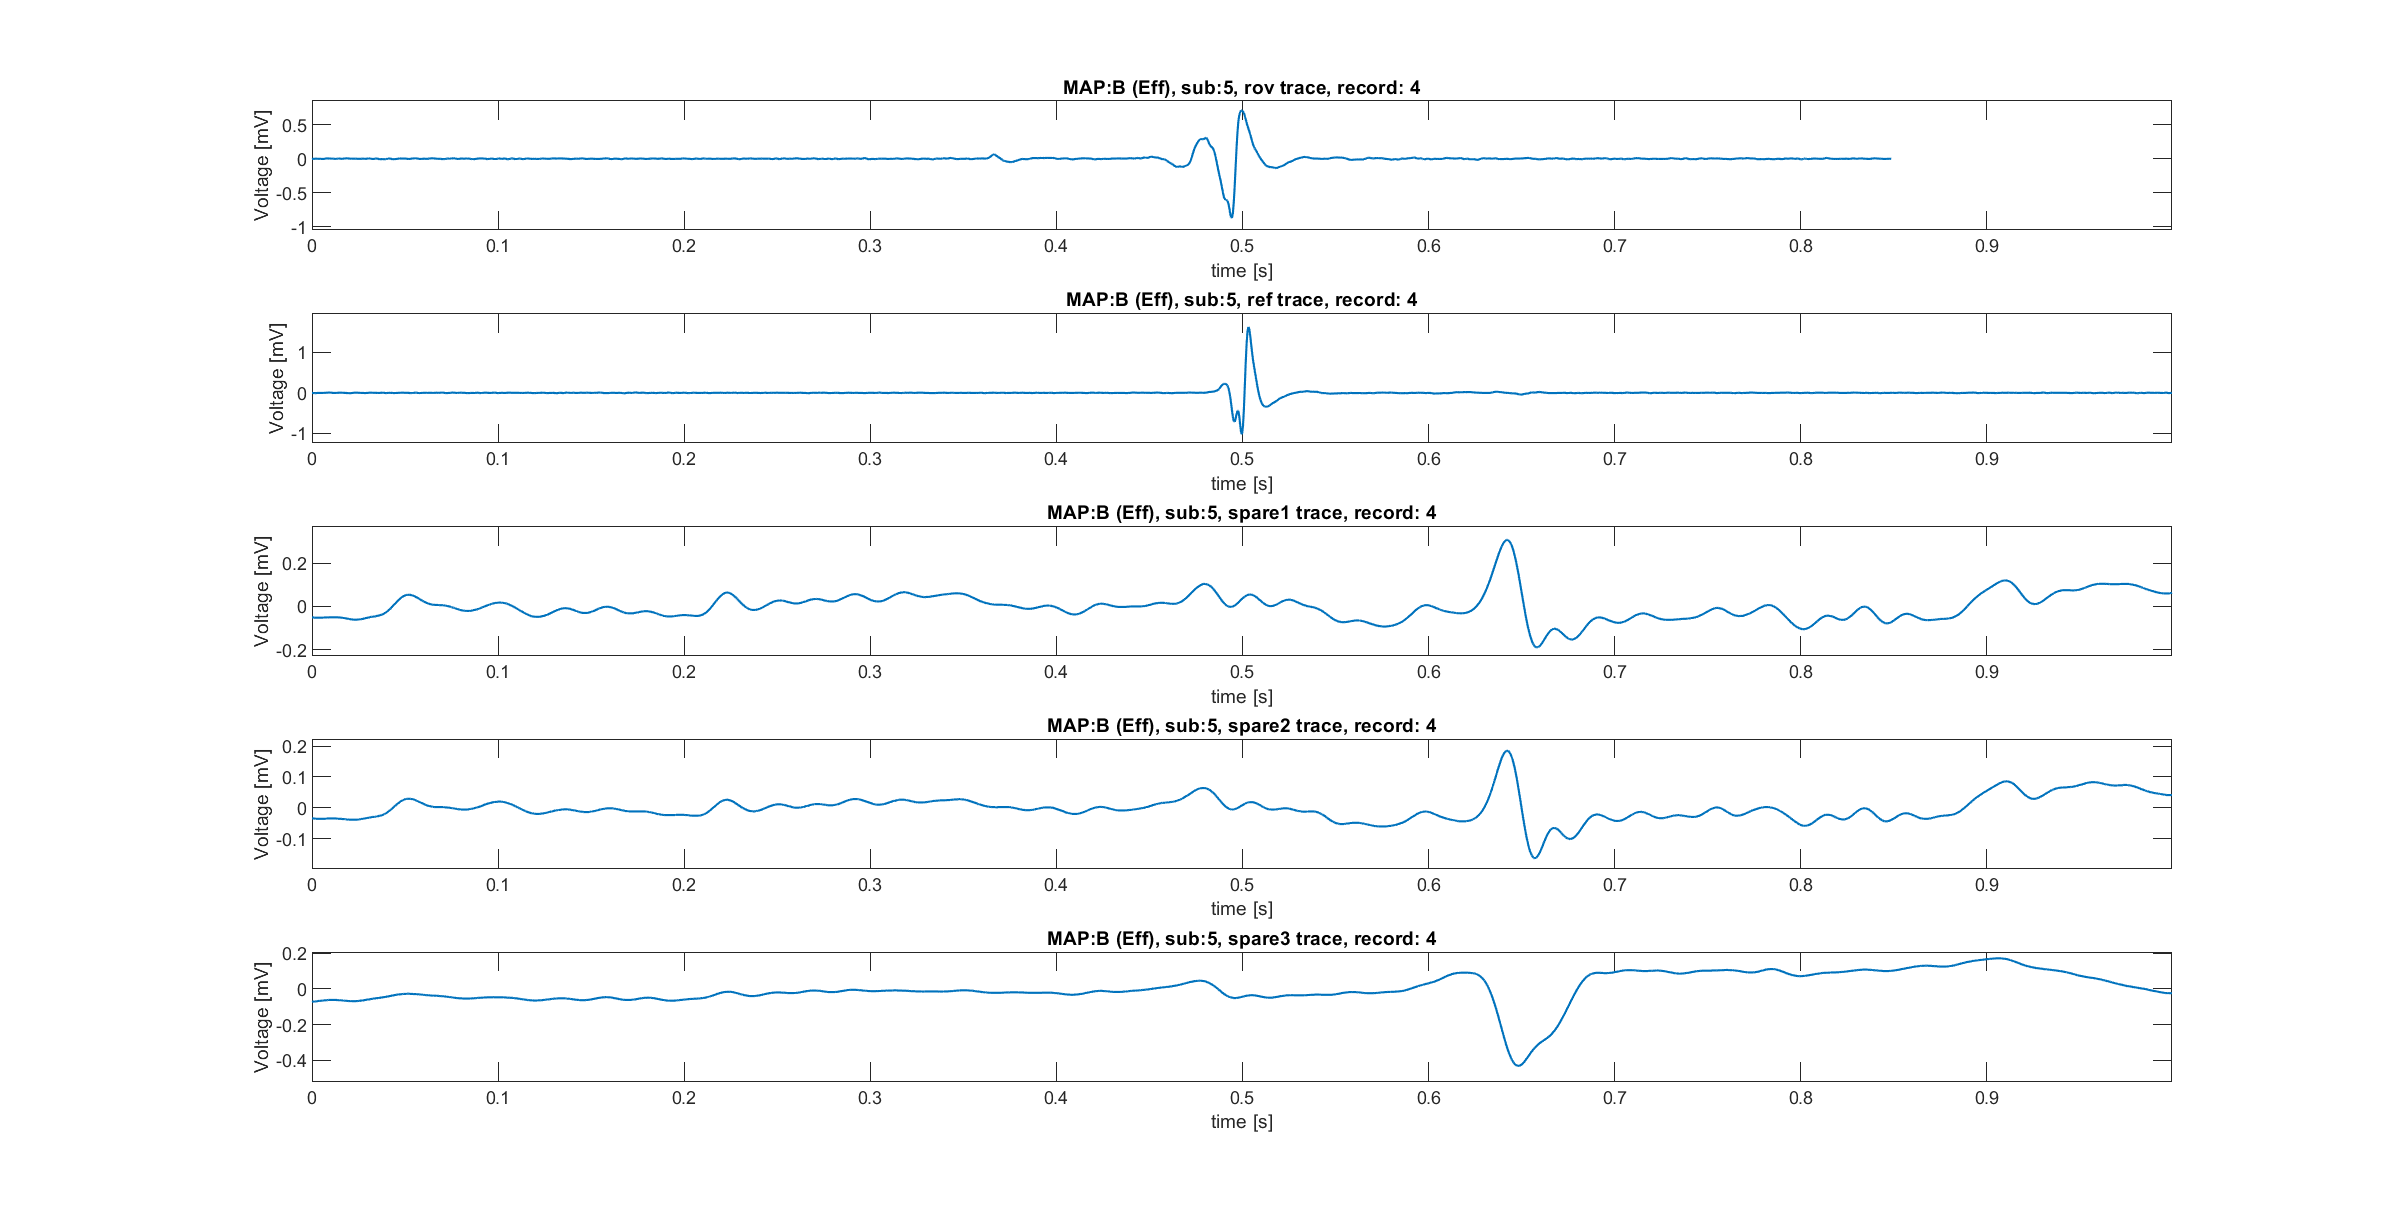 MAP:B (Eff), sub:5, rov trace, record: 4
Voltage [mV]
0.5
0
-0.5
-1
0 0.1 0.2 0.3 0.4 0.5 0.6 0.7 0.8 0.9
time [s]
MAP:B (Eff), sub:5, ref trace, record: 4
Voltage [mV]
1
0
-1
0 0.1 0.2 0.3 0.4 0.5 0.6 0.7 0.8 0.9
time [s]
MAP:B (Eff), sub:5, spare1 trace, record: 4
Voltage [mV]
0.2
0
-0.2
0 0.1 0.2 0.3 0.4 0.5 0.6 0.7 0.8 0.9
time [s]
MAP:B (Eff), sub:5, spare2 trace, record: 4
Voltage [mV]
0.2
0.1
0
-0.1
0 0.1 0.2 0.3 0.4 0.5 0.6 0.7 0.8 0.9
time [s]
MAP:B (Eff), sub:5, spare3 trace, record: 4
Voltage [mV]
0.2
0
-0.2
-0.4
0 0.1 0.2 0.3 0.4 0.5 0.6 0.7 0.8 0.9
time [s]